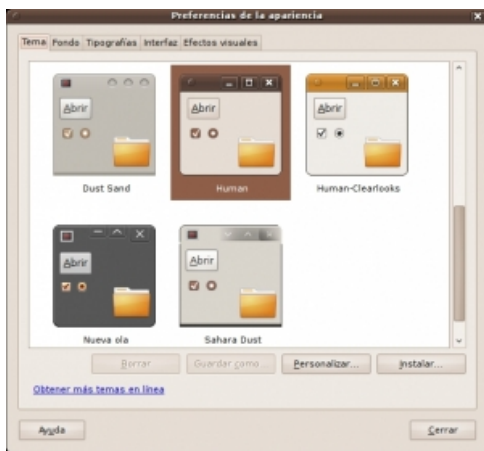 Preferencias de la apariencia
Tema Fondo Tipografías Interfaz Efectos visuales
Abrir Abrir Abrir
Dust Sand Human Human-Clearlooks
Abrir Abrir
Nueva ola Sahara Dust
Borrar Guardar como... Personalizar... Instalar...
Obtener más temas en línea
Ayuda Cerrar